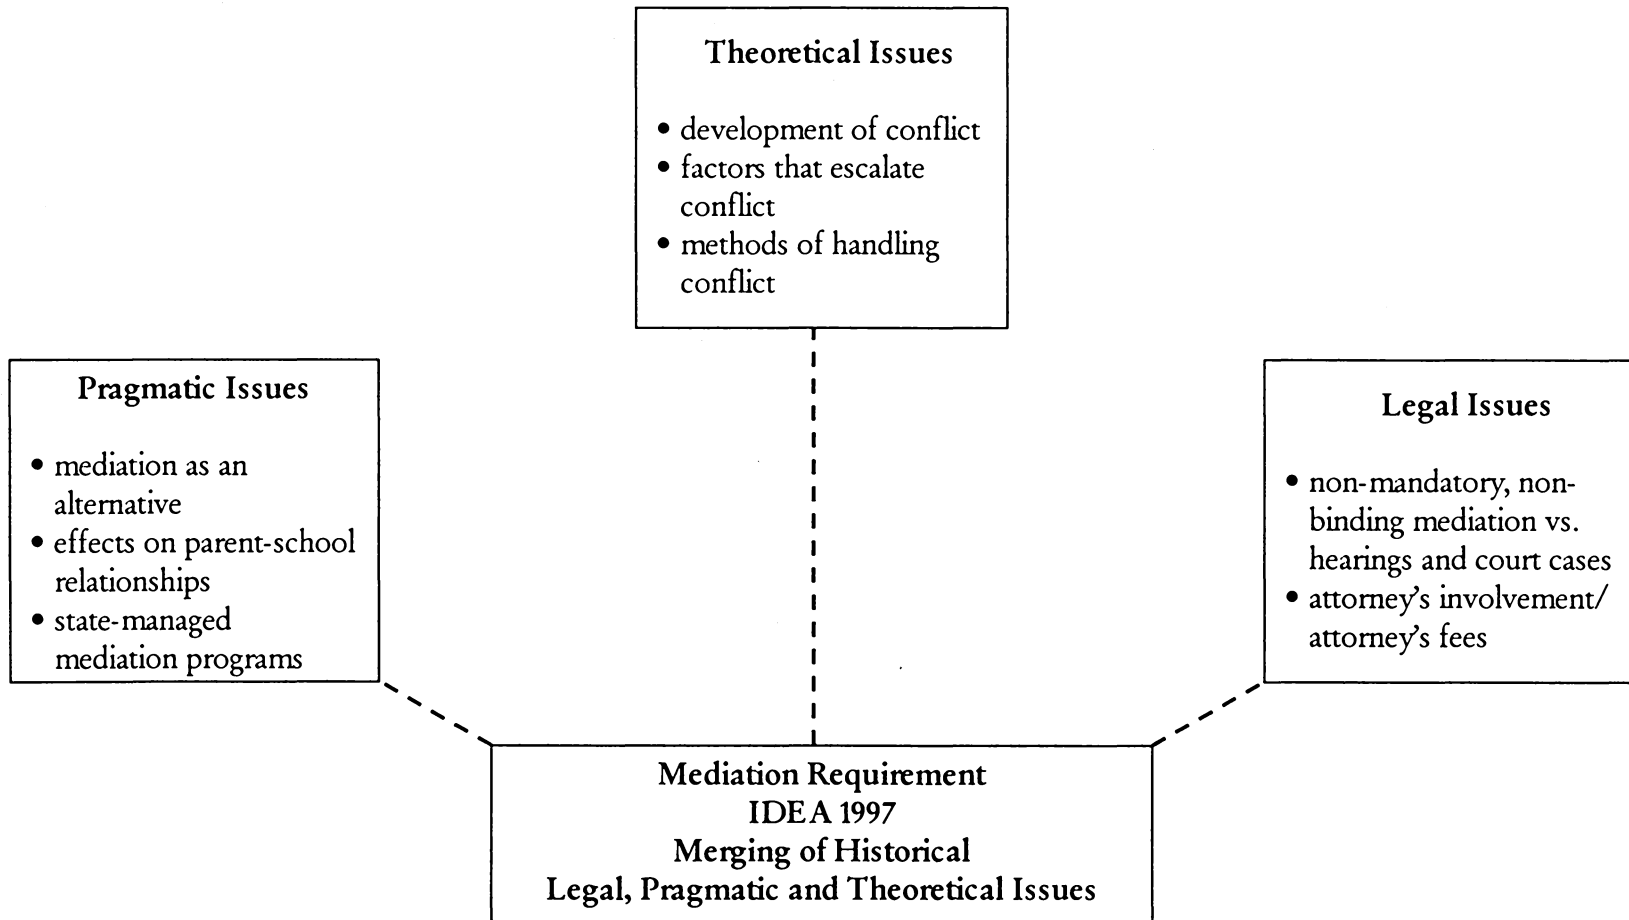 Theoretical Issues
• development of conflict
• factors that escalate
conflict
• methods of handling
conflict
Pragmatic Issues
• mediation as an
alternative
• effects on parent-school
relationships
• state-managed
mediation programs
Legal Issues
• non-mandatory, non-
binding mediation vs.
hearings and court cases
• attorney's involvement/
attorney's fees
Mediation Requirement
IDEA 1997
Merging of Historical
Legal, Pragmatic and Theoretical Issues